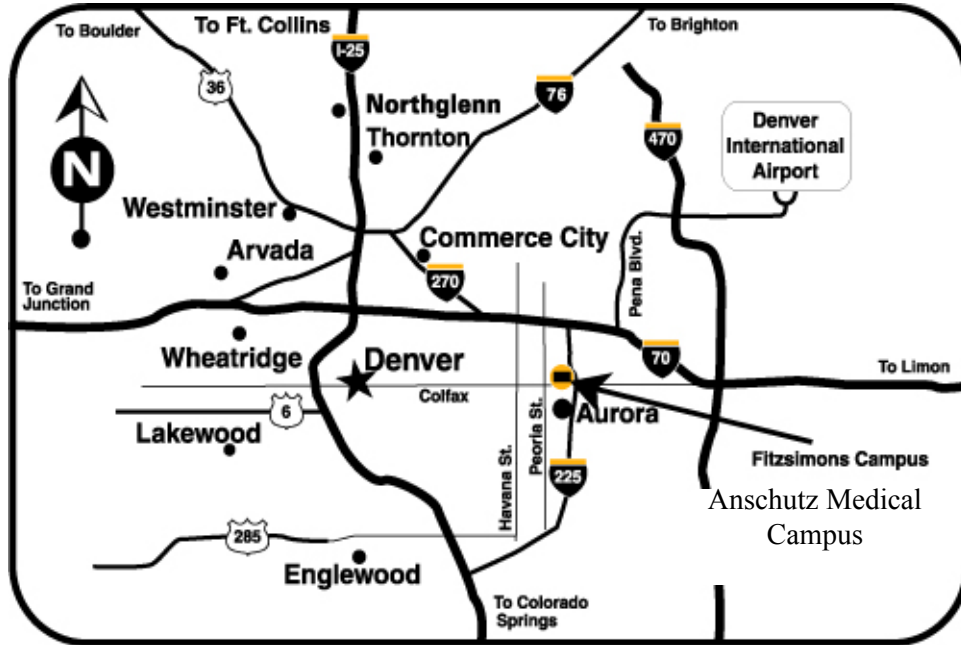 To Boulder
To Ft. Collins
To Brighton
I-25
36
76
Northglenn
Thornton
470
Denver
International
Airport
N
Westminster
Commerce City
Arvada
Pena Blvd.
To Grand
Junction
270
Wheatridge
Denver
70
To Limon
Colfax
6
Aurora
Lakewood
Havana St.
Peoria St.
225
Fitzsimons Campus
Anschutz Medical
Campus
285
Englewood
To Colorado
Springs